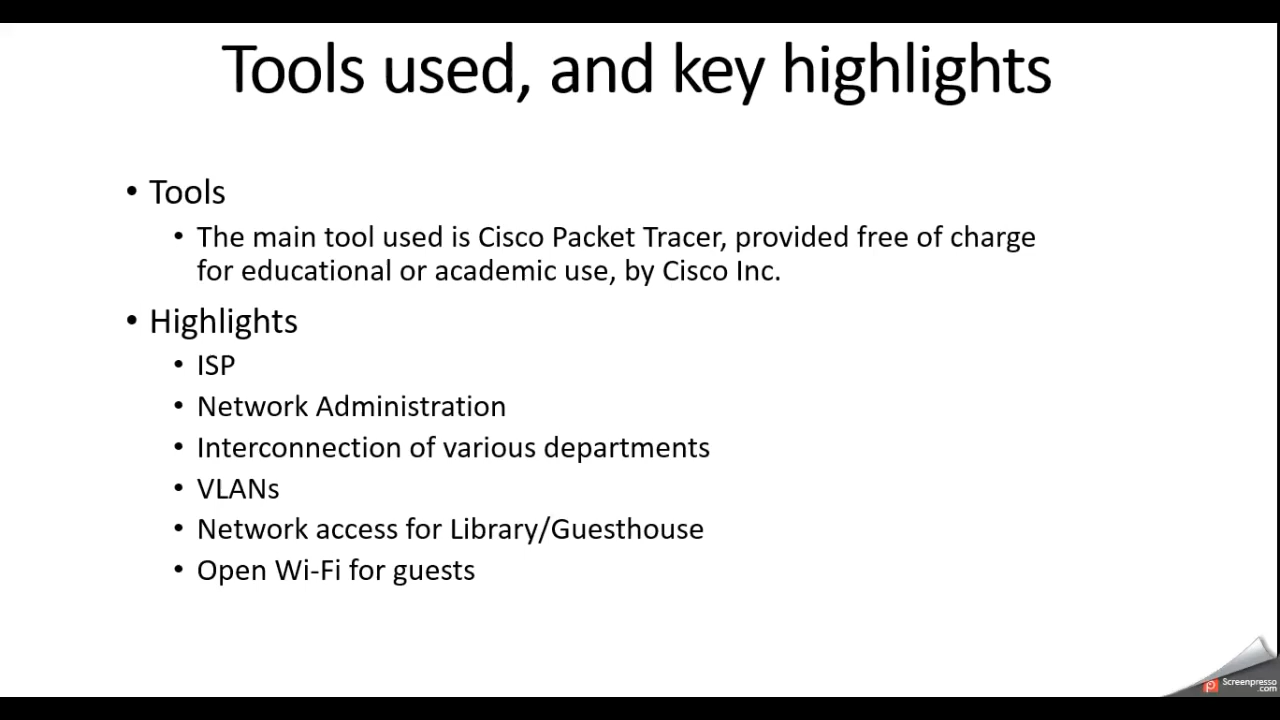 Tools used, and key highlights
• Tools
• The main tool used is Cisco Packet Tracer, provided free of charge
for educational or academic use, by Cisco Inc.
• Highlights
• ISP
• Network Administration
• Interconnection of various departments
• VLANs
• Network access for Library/Guesthouse
• Open Wi-Fi for guests
Screenpresso
.com